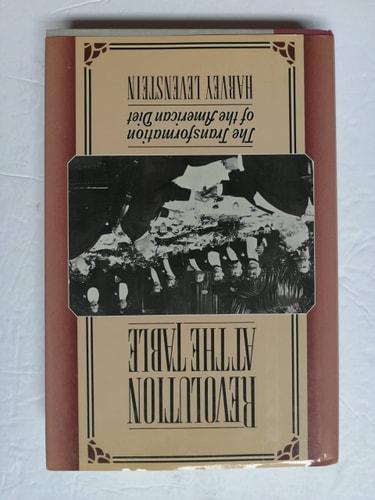 REVOLUTION
AT THE TABLE
The Transformation
of the American Diet
HARVEY LEVENSTEIN